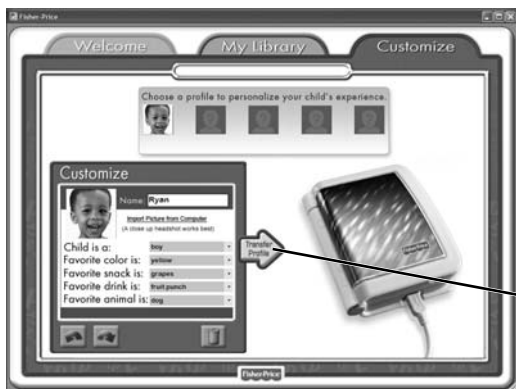 Fisher-Price
Welcome
My Library
Customize
Choose a profile to personalize your child's experience.
Customize
Name Ryan
Import Picture from Computer
(A close up headshot works best)
Child is a: boy
Favorite color is: yellow
Favorite snack is: grapes
Favorite drink is: fruit punch
Favorite animal is: dog
Transfer
Profile
Fisher-Price
Fisher-Price